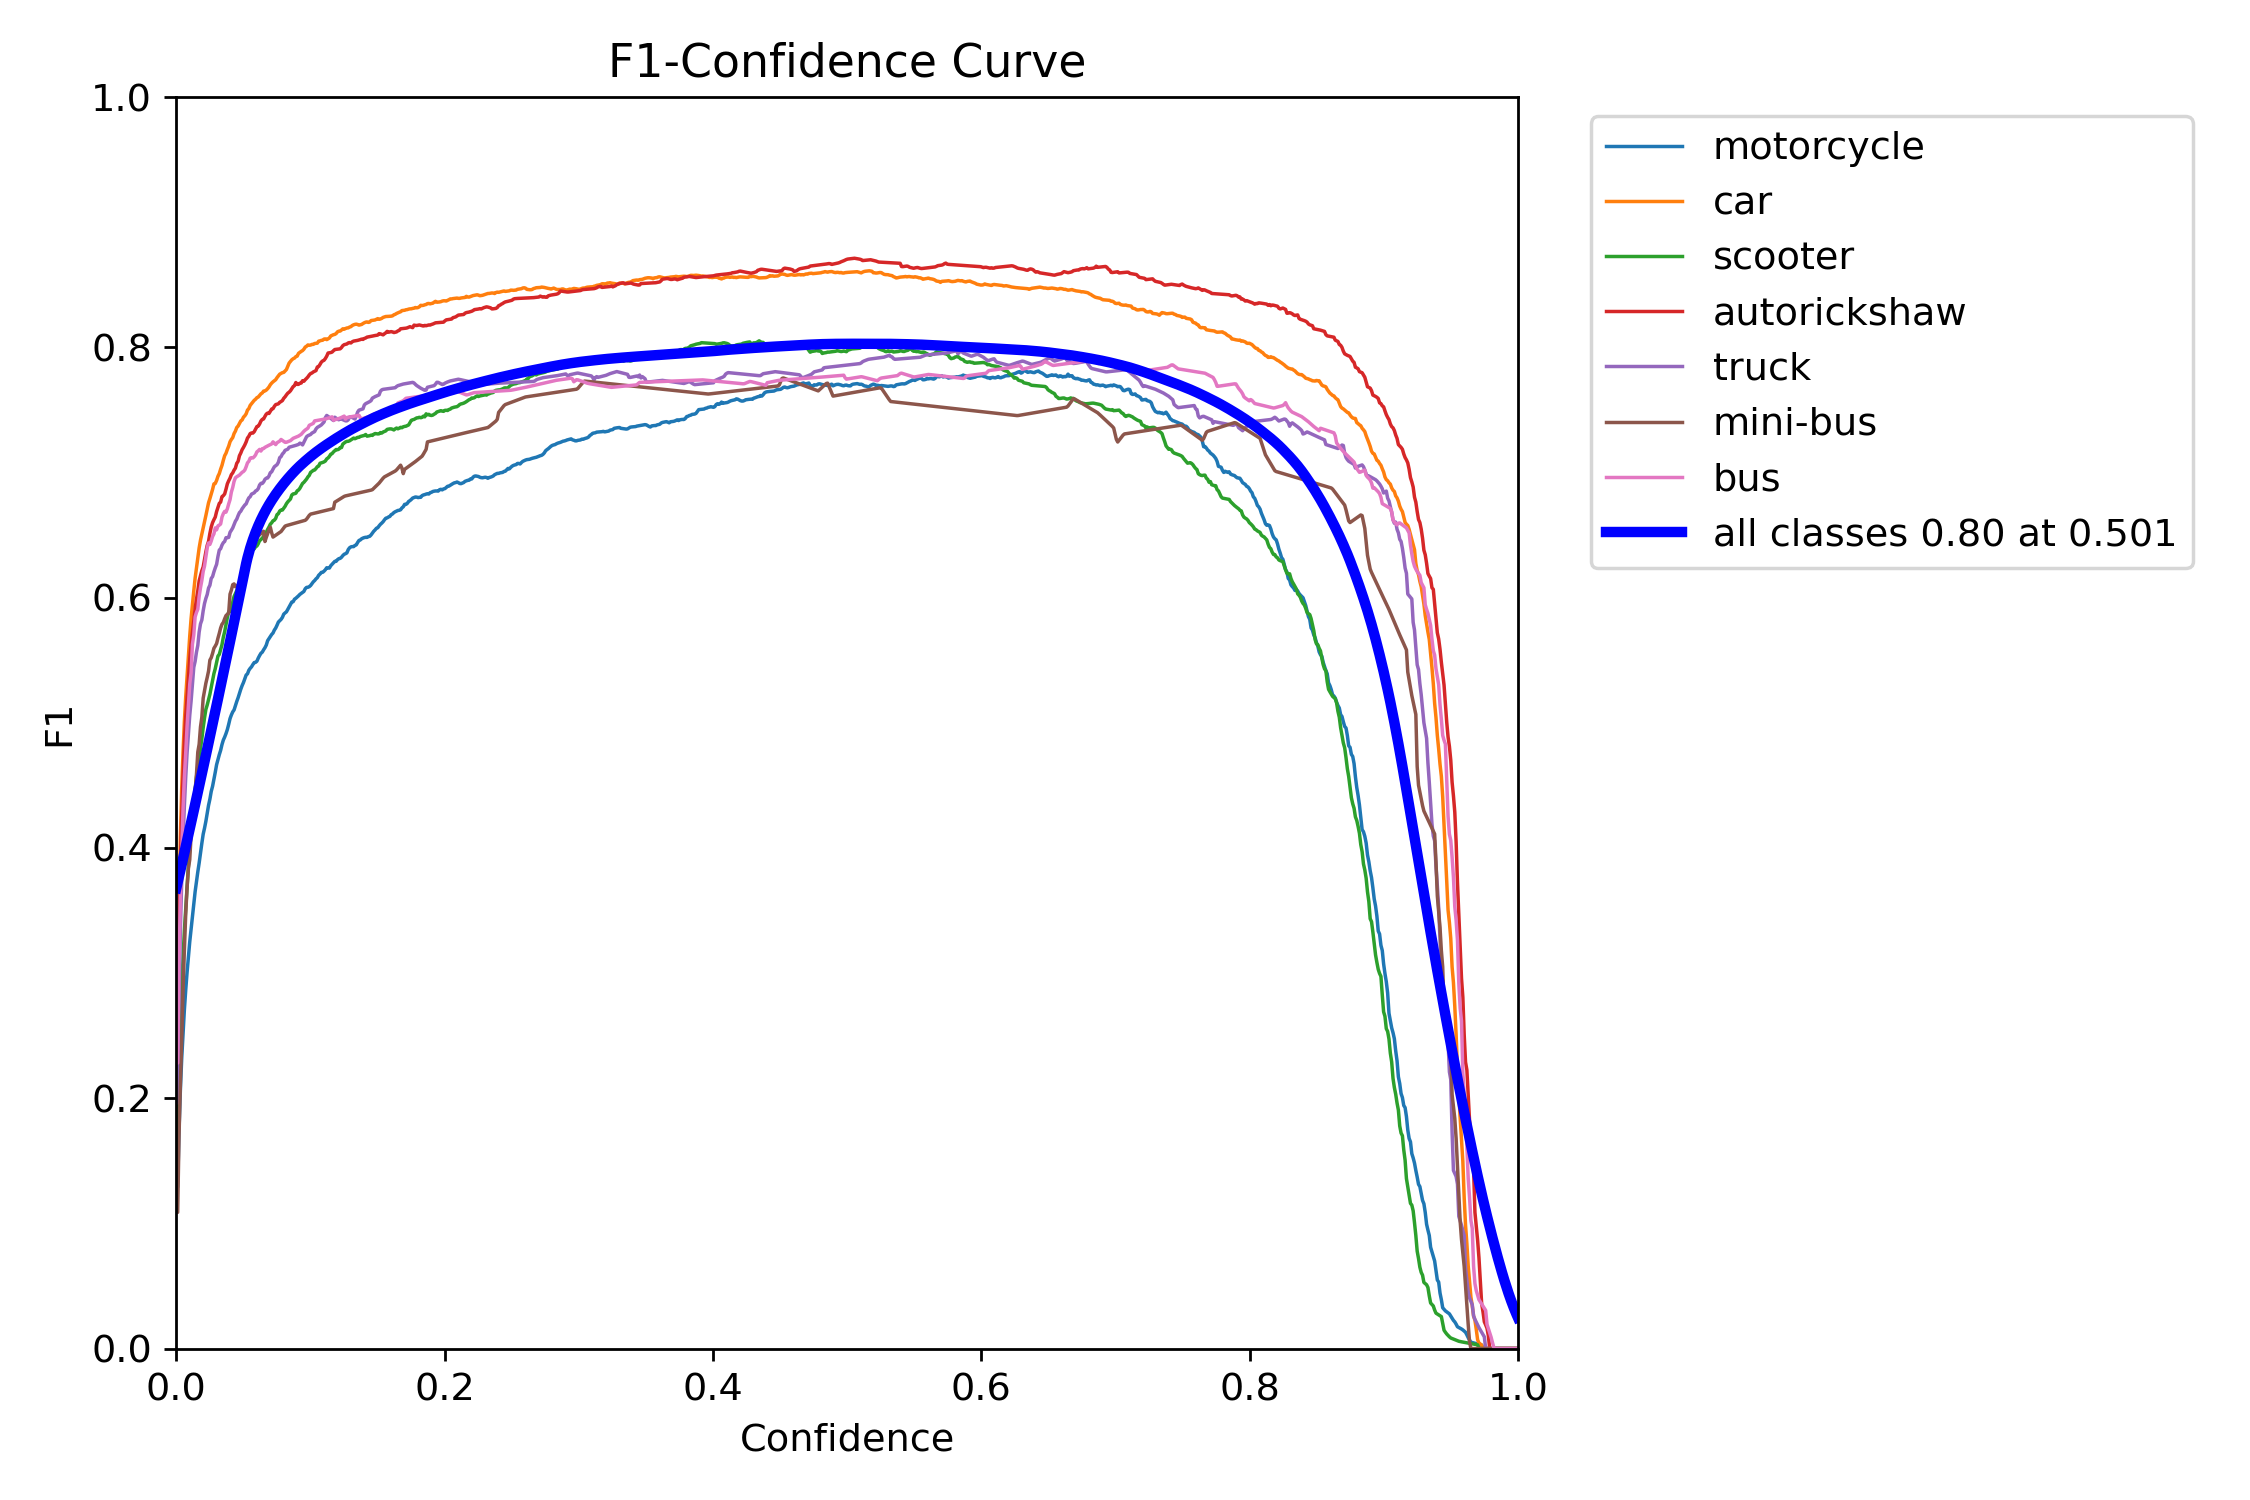 F1-Confidence Curve
1.0
0.8
0.6
0.4
0.2
0.0
F1
0.0 0.2 0.4 0.6 0.8 1.0
Confidence
motorcycle
car
scooter
autorickshaw
truck
mini-bus
bus
all classes 0.80 at 0.501